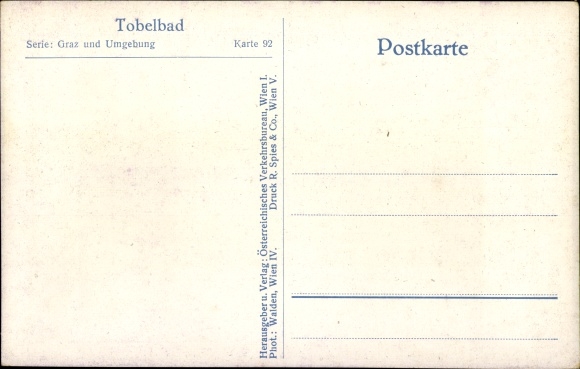 Tobelbad
Serie: Graz und Umgebung Karte 92
Postkarte
Herausgeber u. Verlag: Österreichisches Verkehrsbureau, Wien I.
Phot.: Walden, Wien IV. Druck R. Spies & Co., Wien V.